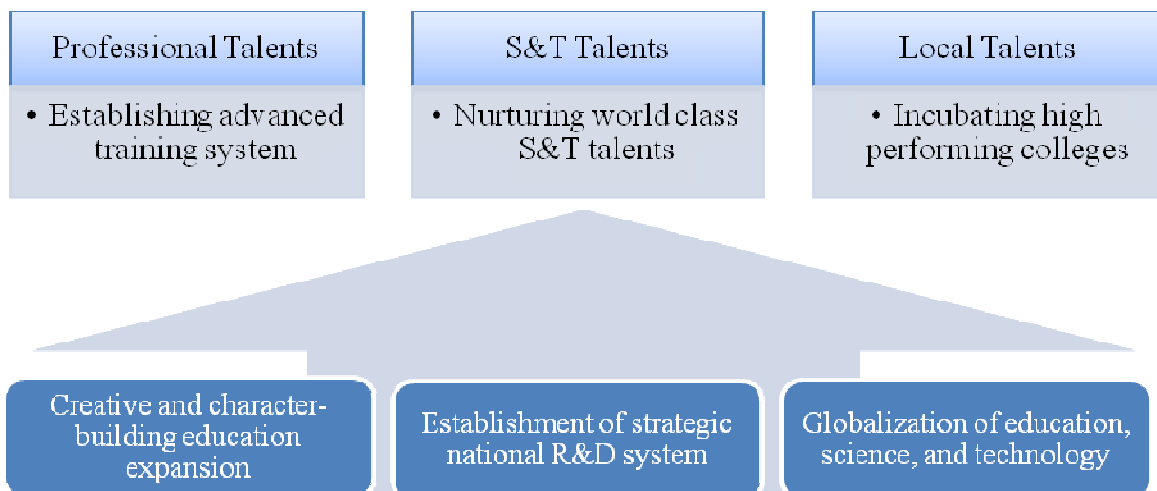 Professional Talents
• Establishing advanced
training system
S&T Talents
• Nurturing world class
S&T talents
Local Talents
• Incubating high
performing colleges
Creative and character-
building education
expansion
Establishment of strategic
national R&D system
Globalization of education,
science, and technology